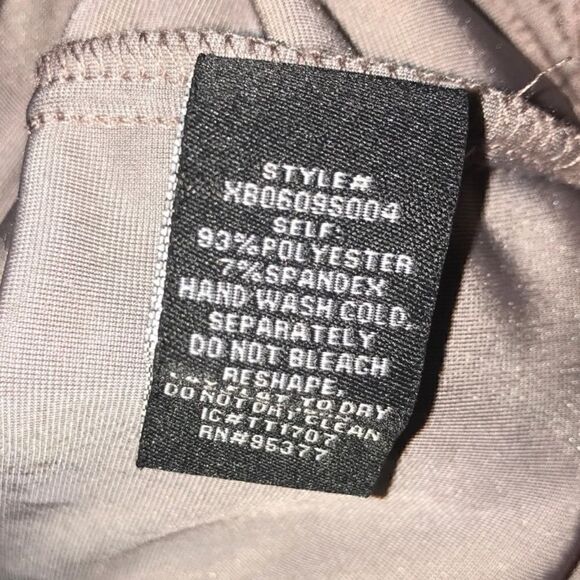 STYLE#
XB0609S004
SELF:
93%POLYESTER
7%SPANDEX
HAND WASH COLD,
SEPARATELY
DO NOT BLEACH
RESHAPE,
LAY FLAT TO DRY
DO NOT DRY CLEAN
IC#TT1707
RN#95377